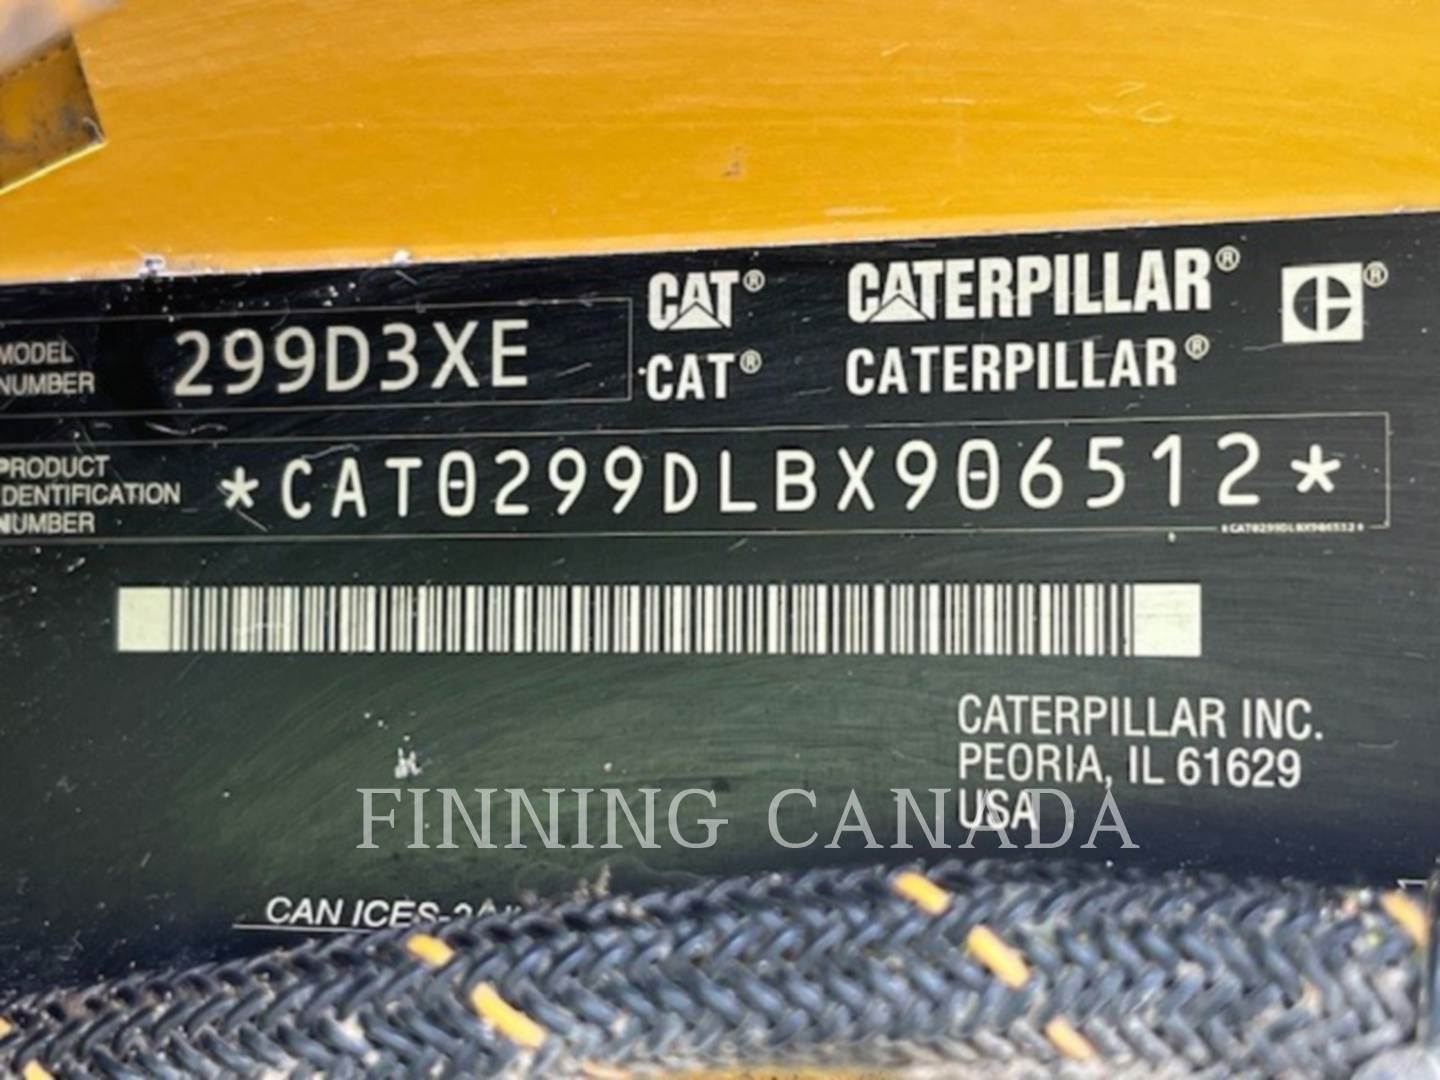 CAT® CATERPILLAR®
MODEL NUMBER 299D3XE
CAT® CATERPILLAR®
PRODUCT IDENTIFICATION NUMBER *CAT0299DLBX906512*
*CAT0299DLBX906512*
CATERPILLAR INC.
PEORIA, IL 61629
USA
FINNING CANADA
CAN ICES-